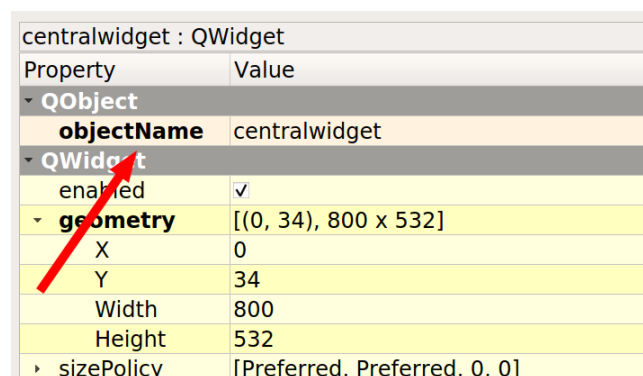 centralwidget : QWidget
Property Value
QObject
objectName centralwidget
QWidget
enabled
geometry [(0, 34), 800 x 532]
X 0
Y 34
Width 800
Height 532
sizePolicy [Preferred, Preferred, 0, 0]